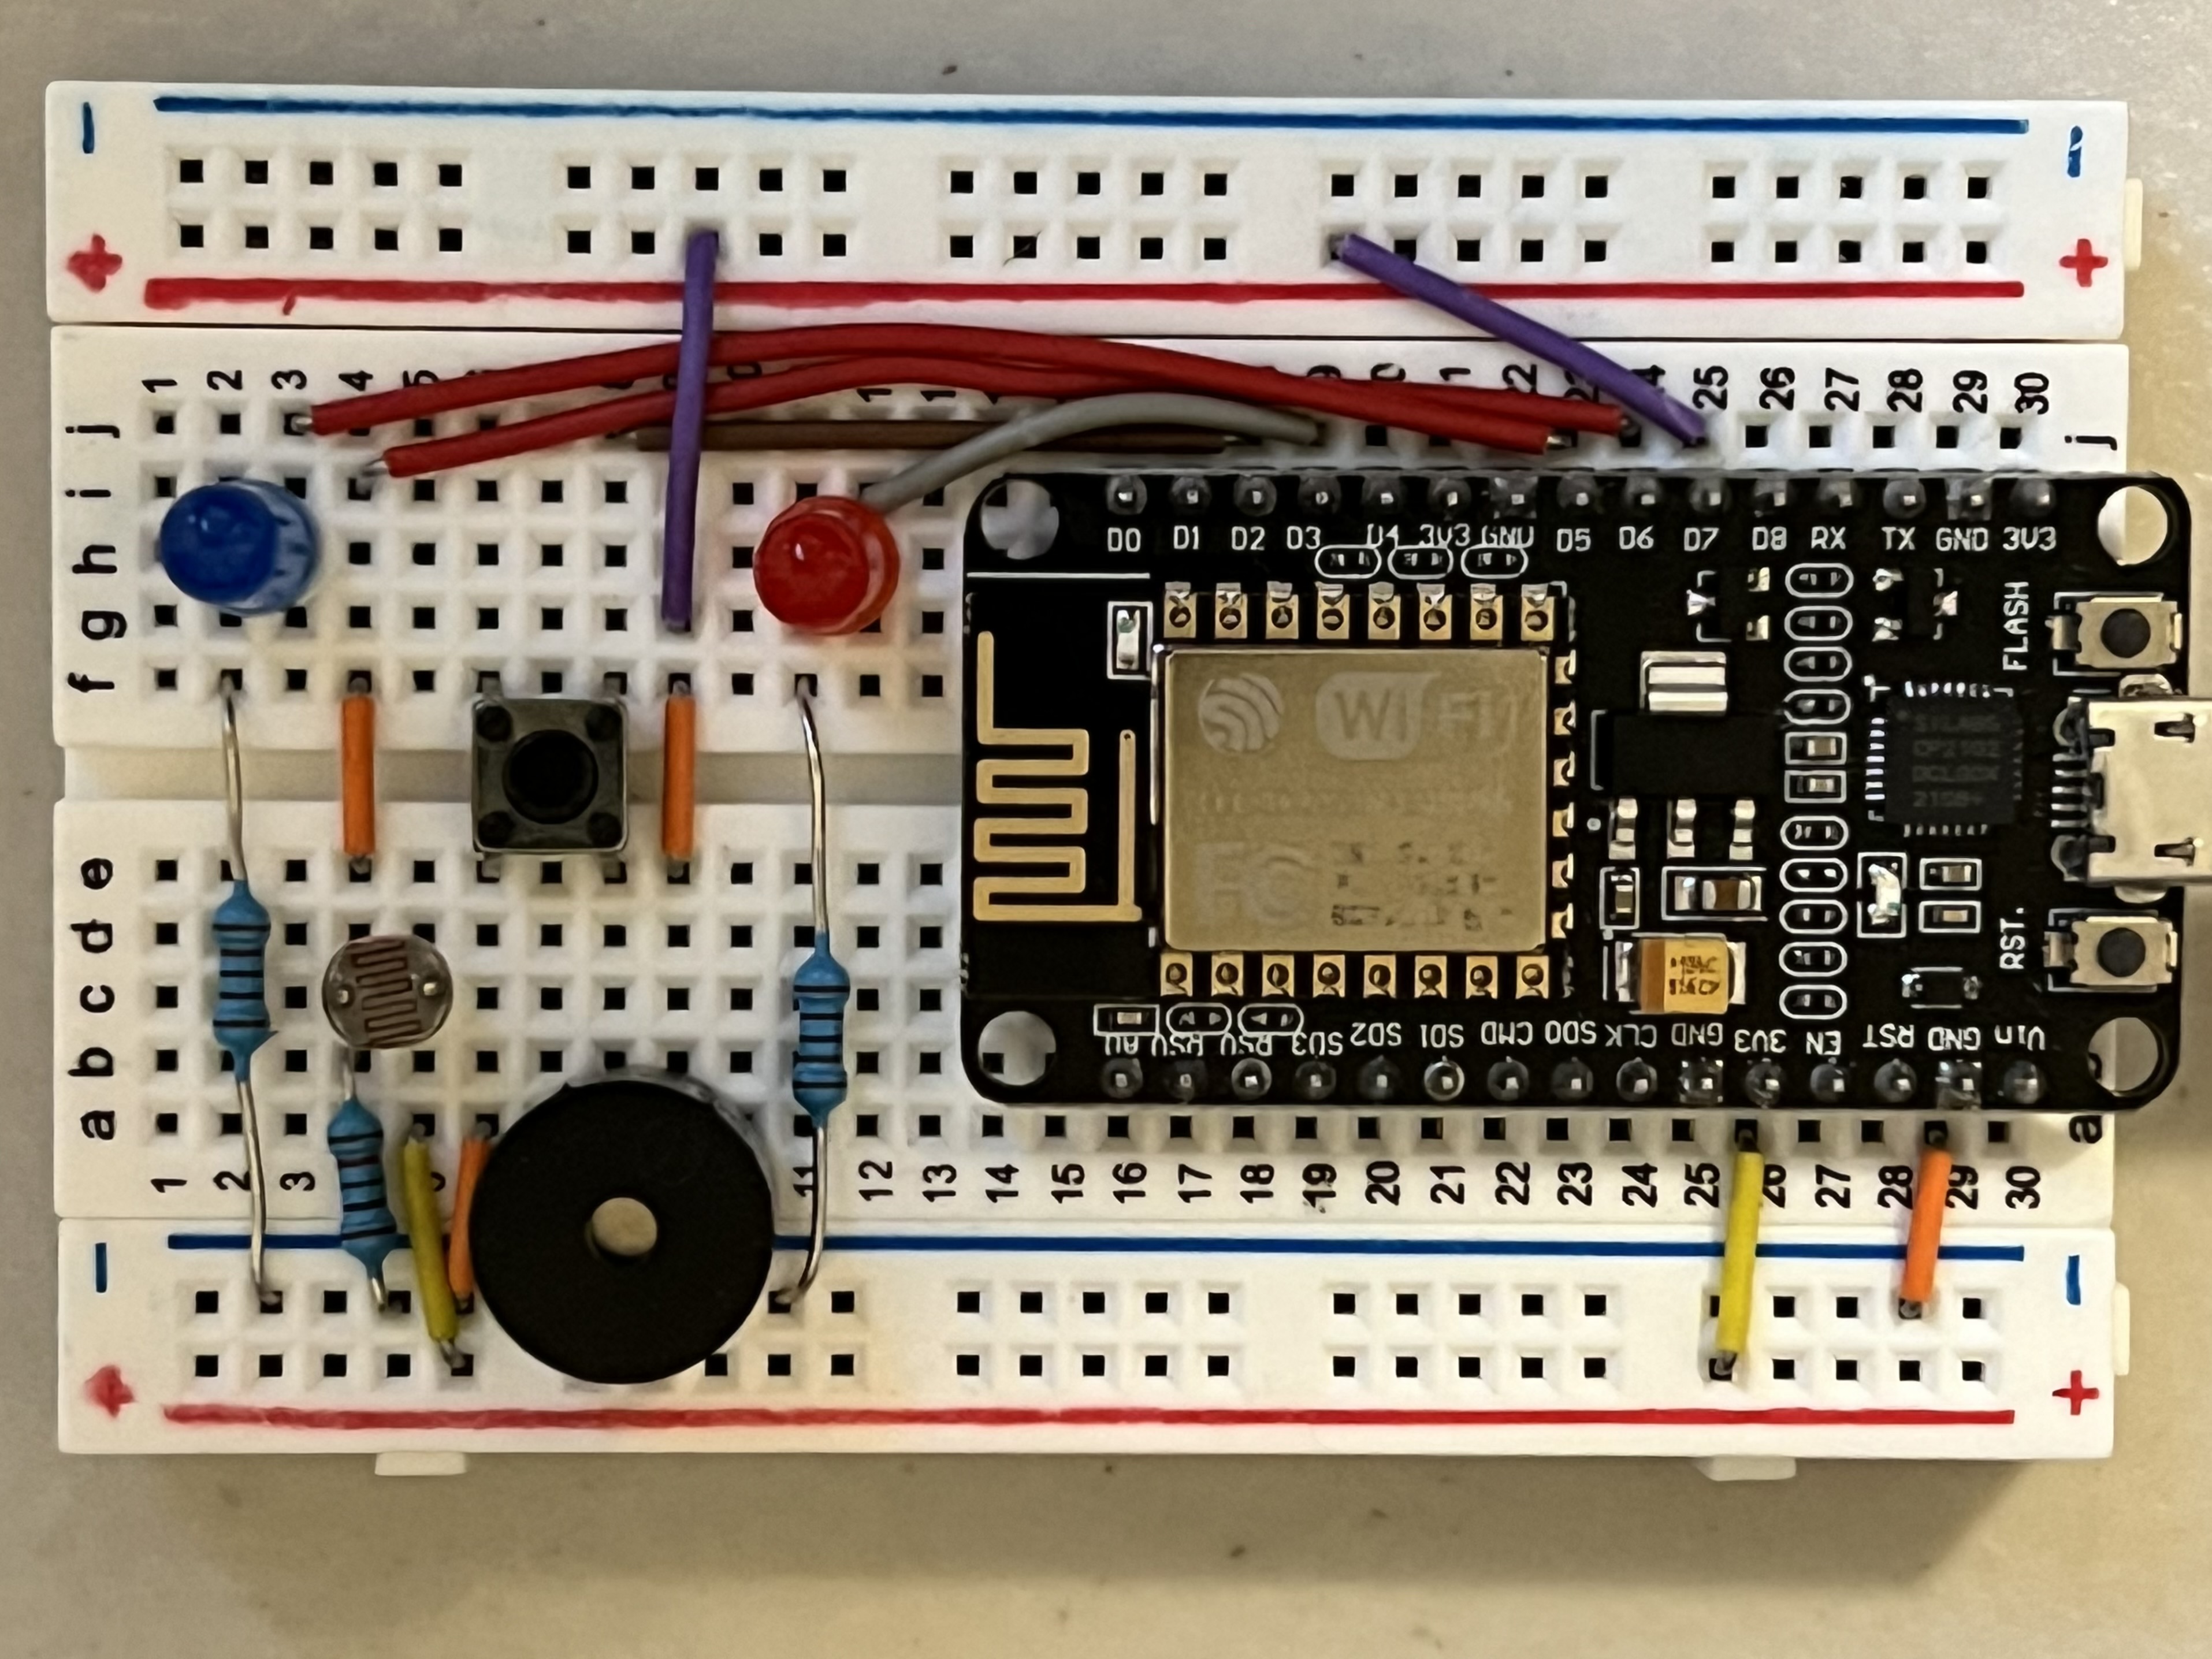 - -
+ +
1 2 3 4 5 25 26 27 28 29 30
j j
i
h
g
f
D0 D1 D2 D3 D4 3V3 GND D5 D6 D7 D8 RX TX GND 3V3
FLASH
WiFi
e
d
c
b
a a
RST.
SD3 SD2 SD1 CMD SD0 CLK GND 3V3 EN RST GND Vin
1 2 3 11 12 13 14 15 16 17 18 19 20 21 22 23 24 25 26 27 28 29 30
- -
+ +